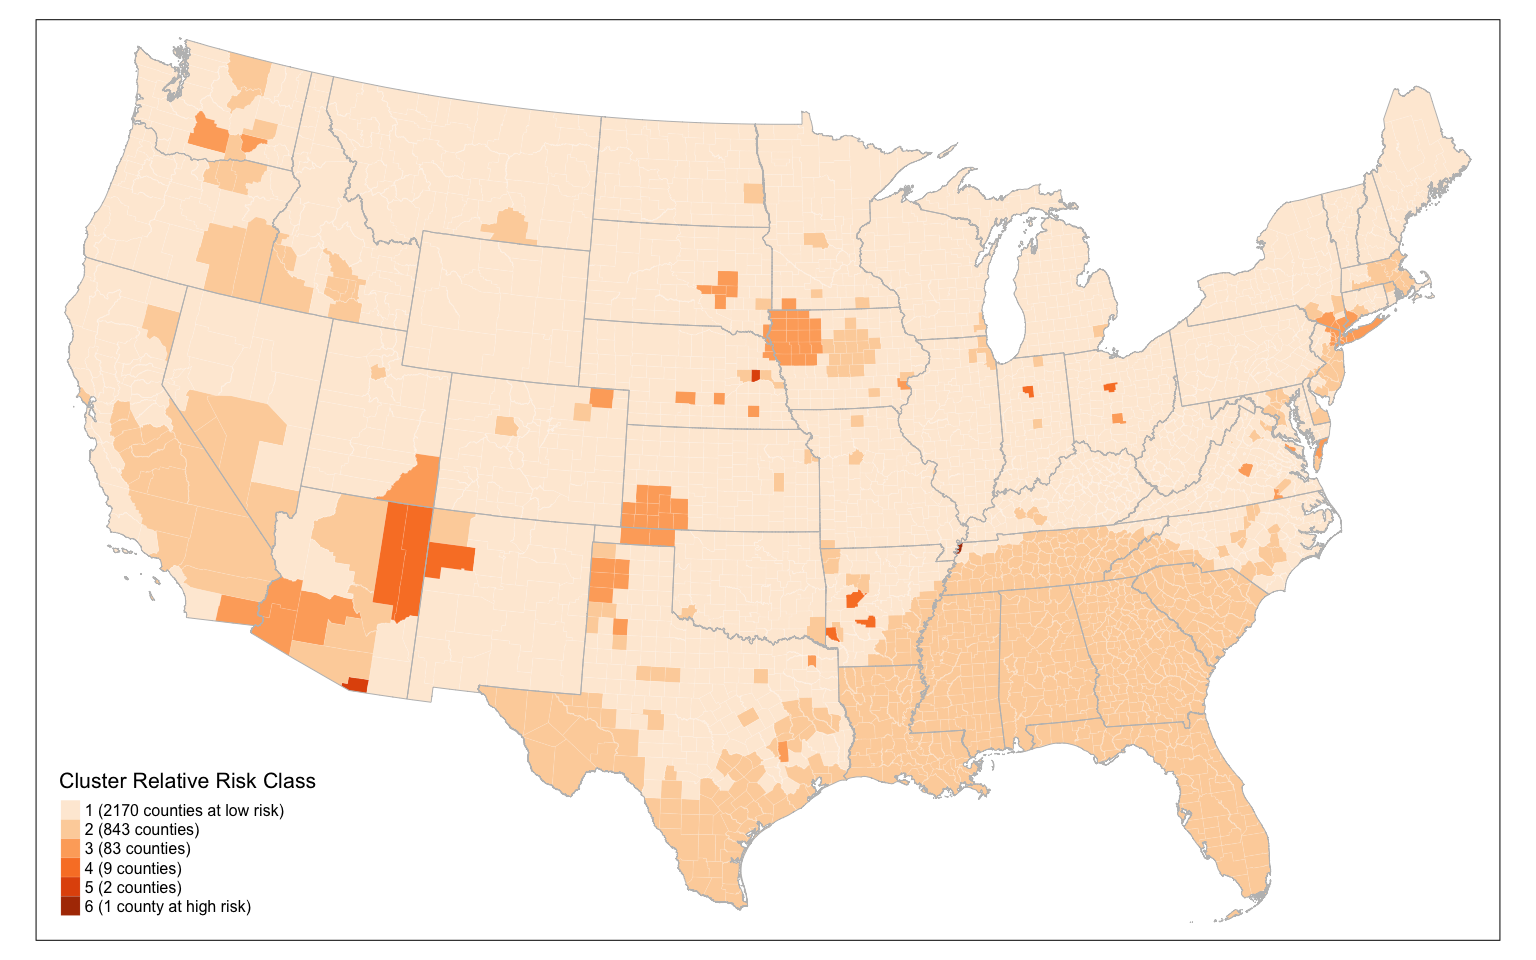 Cluster Relative Risk Class
1 (2170 counties at low risk)
2 (843 counties)
3 (83 counties)
4 (9 counties)
5 (2 counties)
6 (1 county at high risk)